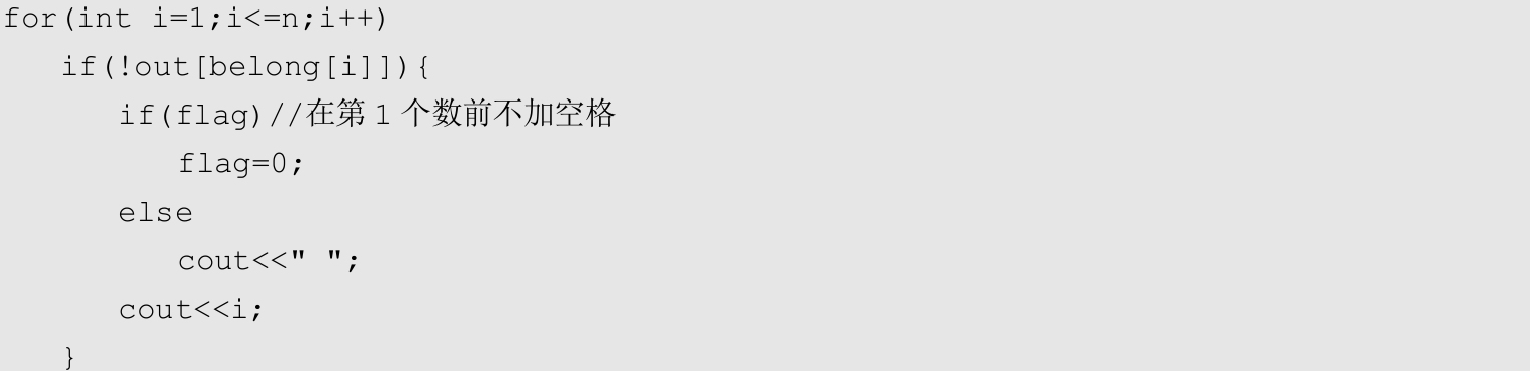 for(int i=1;i<=n;i++)
   if(!out[belong[i]]){
      if(flag)//在第 1 个数前不加空格
         flag=0;
      else
         cout<<" ";
      cout<<i;
   }